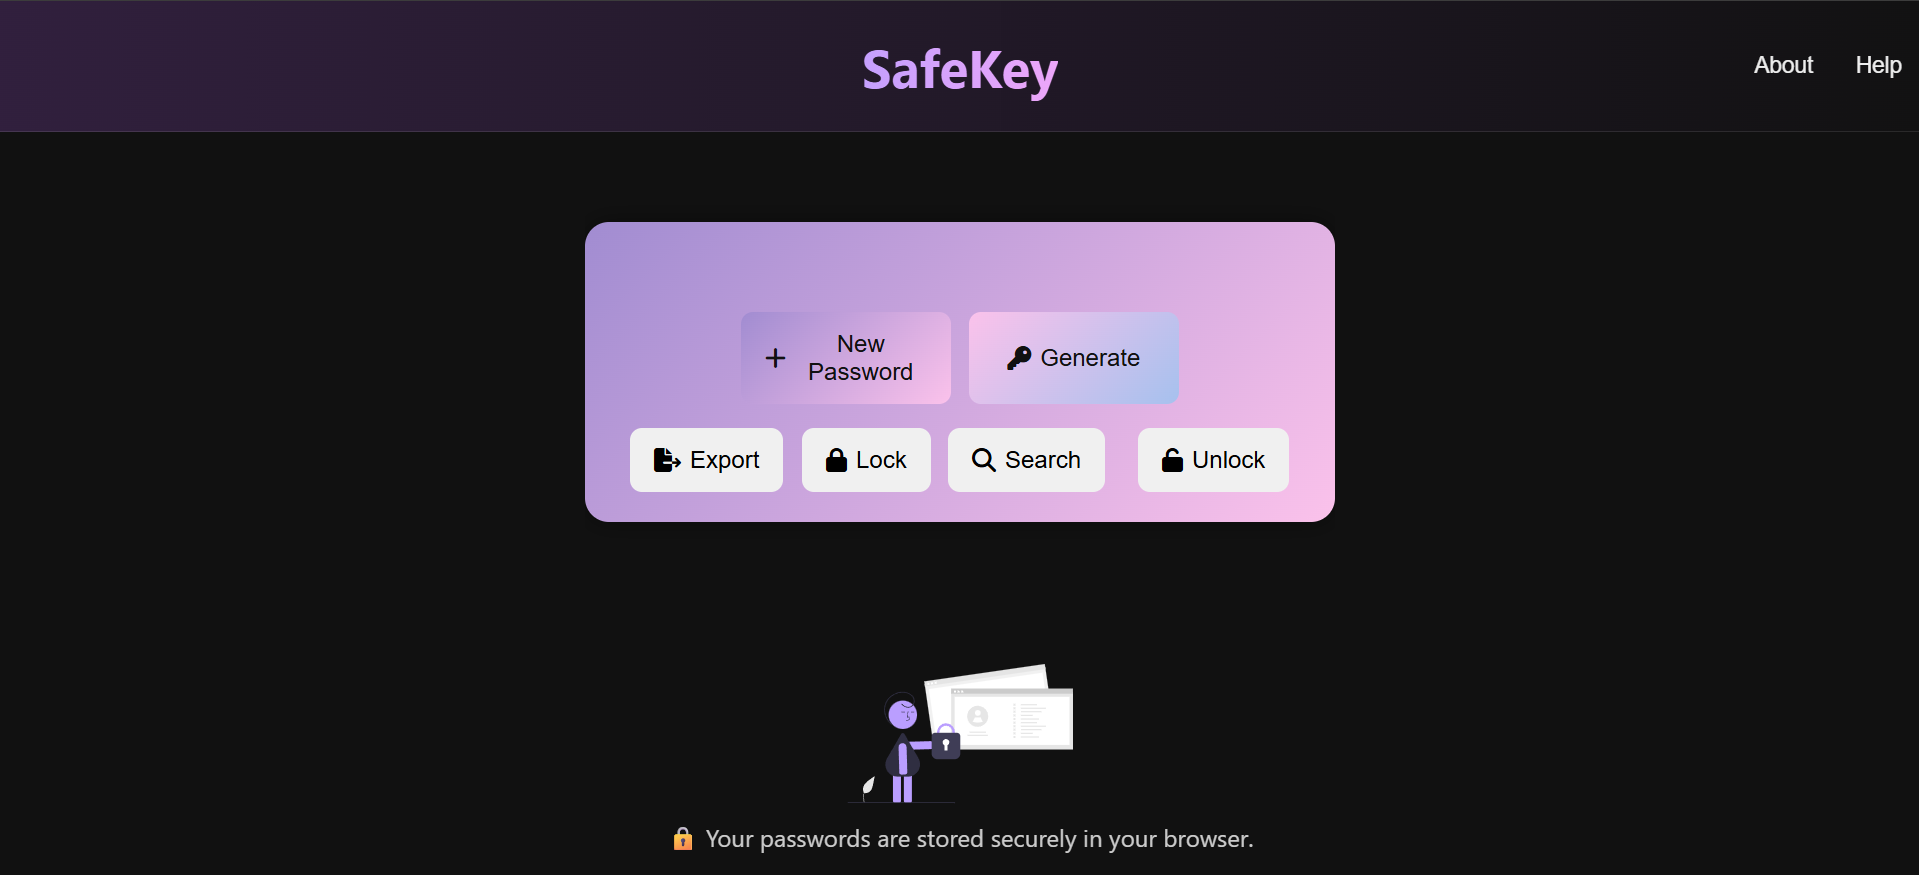 SafeKey
About
Help
New
Password
Generate
Export
Lock
Search
Unlock
🔒 Your passwords are stored securely in your browser.